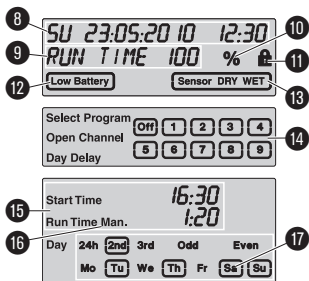 8 SU 23:05:20 10 12:30 10
9 RUN TIME 100 % 11
12 Low Battery Sensor DRY WET 13
Select Program Off 1 2 3 4
Open Channel 14
Day Delay 5 6 7 8 9
15 Start Time 16:30
Run Time Man. 1:20
16 Day 24h 2nd 3rd Odd Even 17
Mo Tu We Th Fr Sa Su